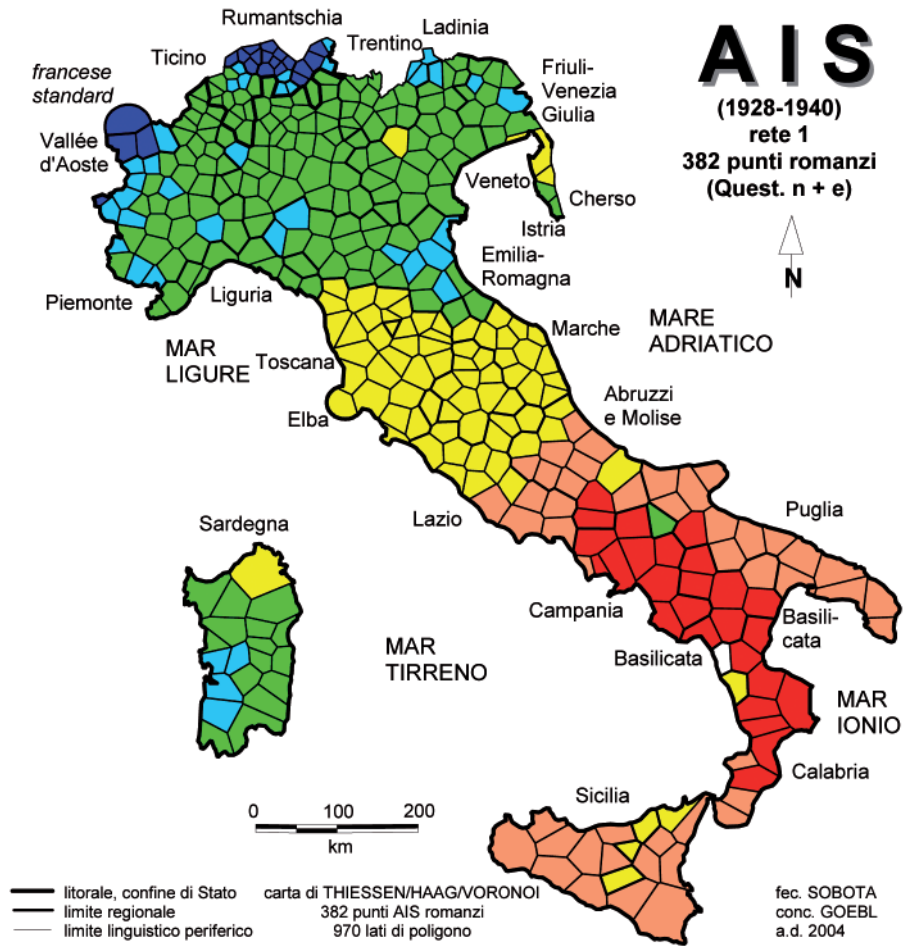 Rumantschia
Ladinia
Trentino
Ticino
francese
standard
Friuli-
Venezia
Giulia
Vallée
d'Aoste
AIS
(1928-1940)
rete 1
382 punti romanzi
(Quest. n + e)
N
Veneto
Cherso
Istria
Emilia-
Romagna
Piemonte
Liguria
MAR
LIGURE
Toscana
Marche
MARE
ADRIATICO
Elba
Abruzzi
e Molise
Lazio
Puglia
Sardegna
Campania
Basili-
cata
Basilicata
MAR
TIRRENO
MAR
IONIO
Calabria
Sicilia
0 100 200
km
litorale, confine di Stato
limite regionale
limite linguistico periferico
carta di THIESSEN/HAAG/VORONOI
382 punti AIS romanzi
970 lati di poligono
fec. SOBOTA
conc. GOEBL
a.d. 2004